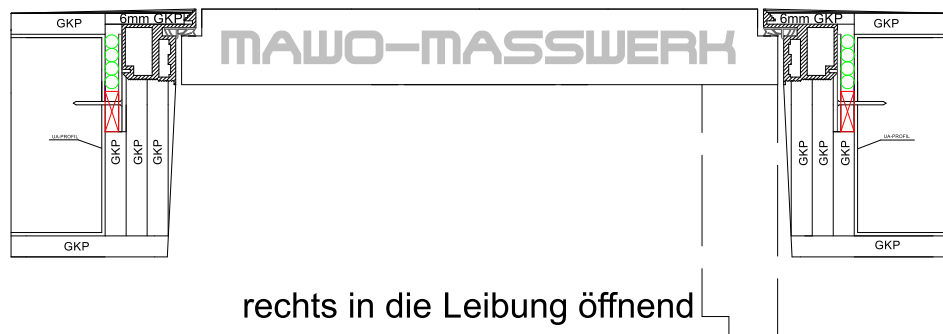 GKP
6mm GKP
6mm GKP
GKP
MAWO-MASSWERK
UA-PROFIL
GKP
GKP
GKP
GKP
GKP
GKP
UA-PROFIL
GKP
GKP
rechts in die Leibung öffnend